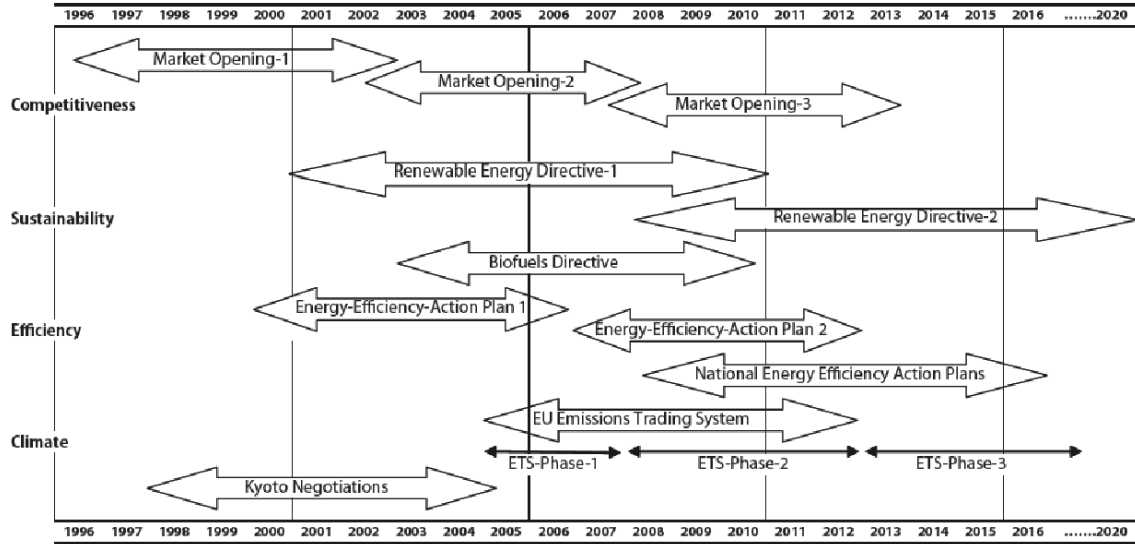 1996 1997 1998 1999 2000 2001 2002 2003 2004 2005 2006 2007 2008 2009 2010 2011 2012 2013 2014 2015 2016 .......2020
Market Opening-1
Market Opening-2
Competitiveness
Market Opening-3
Renewable Energy Directive-1
Sustainability
Renewable Energy Directive-2
Biofuels Directive
Energy-Efficiency-Action Plan 1
Efficiency
Energy-Efficiency-Action Plan 2
National Energy Efficiency Action Plans
EU Emissions Trading System
Climate
ETS-Phase-1 ETS-Phase-2 ETS-Phase-3
Kyoto Negotiations
1996 1997 1998 1999 2000 2001 2002 2003 2004 2005 2006 2007 2008 2009 2010 2011 2012 2013 2014 2015 2016 .......2020